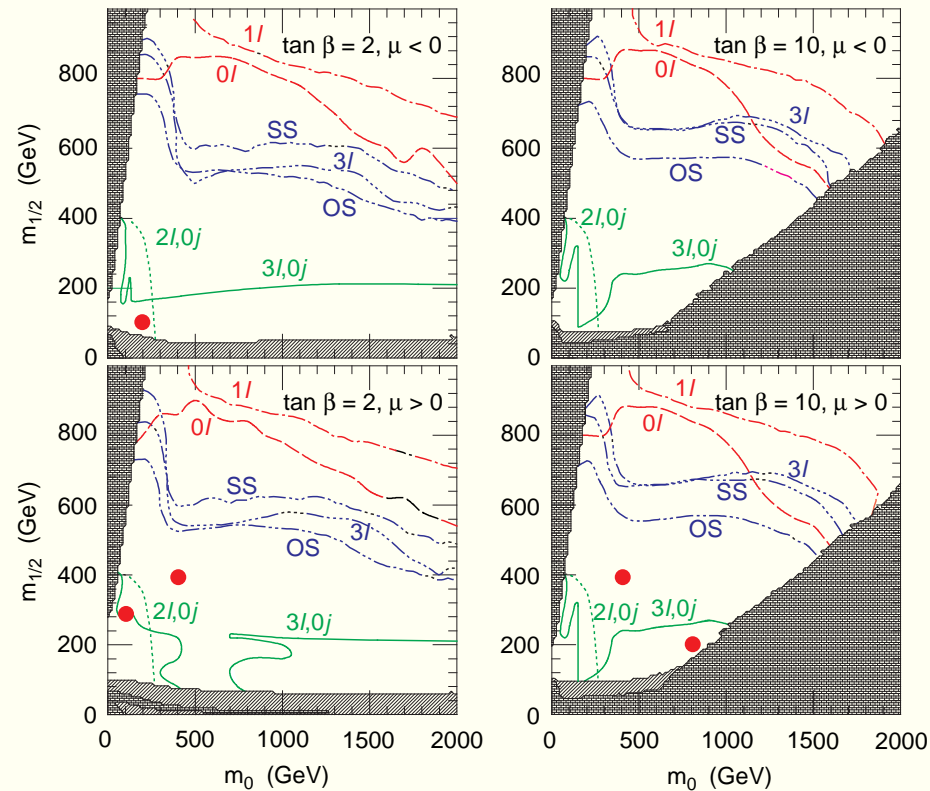 tan β = 2, μ < 0
1l
0l
SS
3l
OS
2l,0j
3l,0j
m1/2 (GeV)
800
600
400
200
0
tan β = 10, μ < 0
1l
0l
3l
SS
OS
2l,0j
3l,0j
tan β = 2, μ > 0
1l
0l
SS
3l
OS
2l,0j
3l,0j
m1/2 (GeV)
800
600
400
200
0
0 500 1000 1500 2000
m0 (GeV)
tan β = 10, μ > 0
1l
0l
3l
SS
OS
2l,0j
3l,0j
0 500 1000 1500 2000
m0 (GeV)